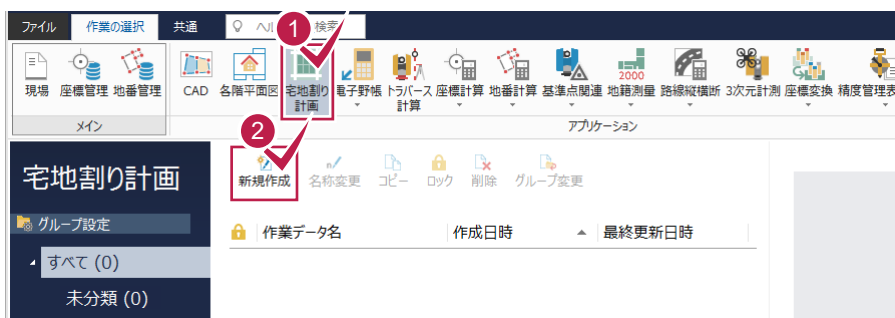 ファイル 作業の選択 共通 検索
1
現場 座標管理 地番管理 CAD 各階平面図 宅地割り 電子野帳 トラバース 座標計算 地番計算 基準点関連 地籍測量 路線縦横断 3次元計測 座標変換 精度管理表
計画 計算
2000
メイン アプリケーション
2
宅地割り計画
新規作成 名称変更 コピー ロック 削除 グループ変更
グループ設定
作業データ名 作成日時 最終更新日時
すべて (0)
未分類 (0)